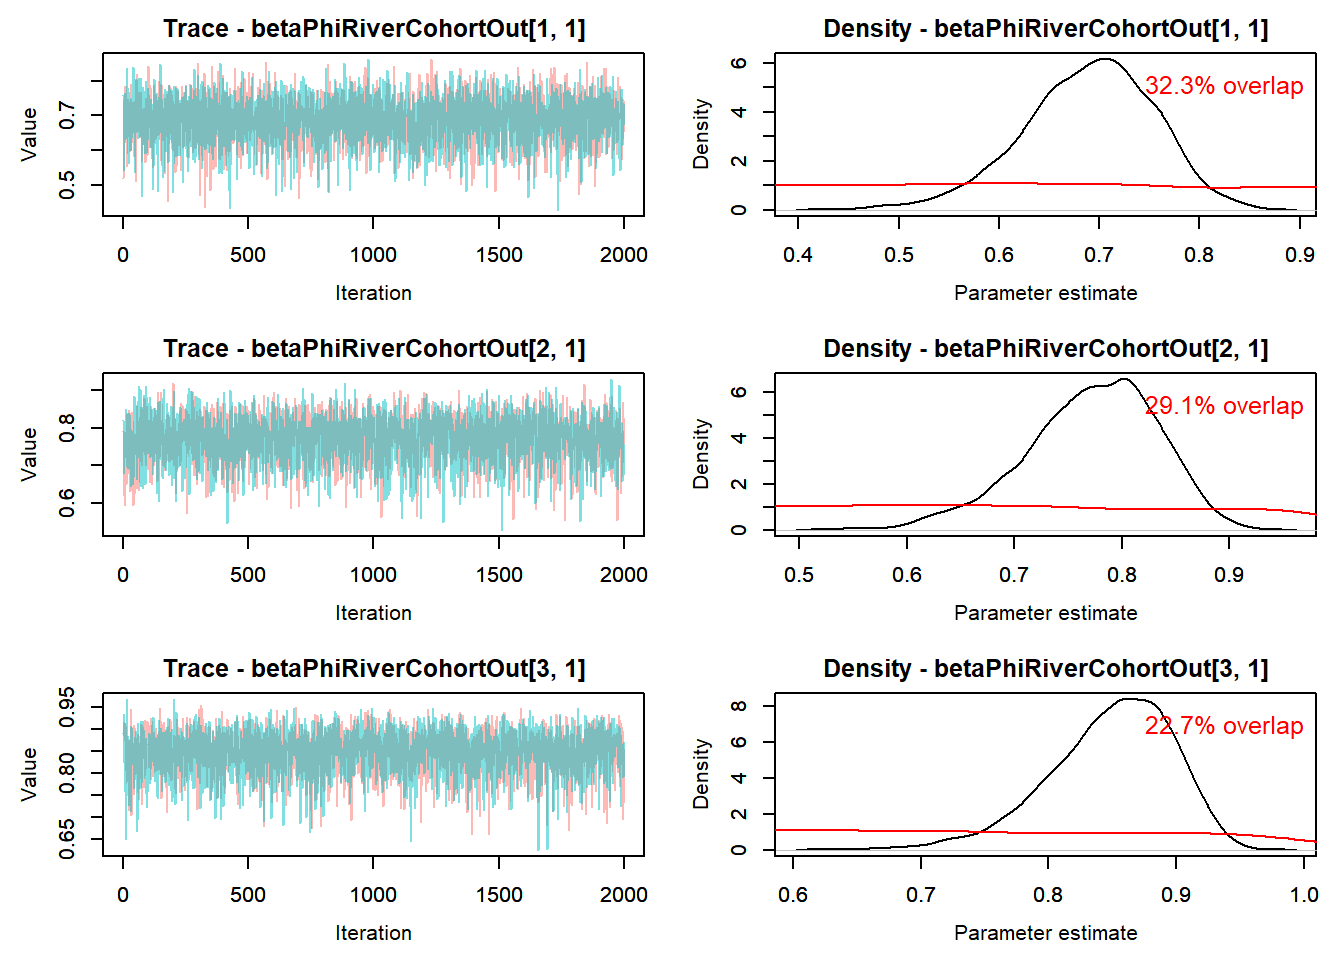 Trace - betaPhiRiverCohortOut[1, 1]
Value
0.5 0.7
0 500 1000 1500 2000
Iteration
Density - betaPhiRiverCohortOut[1, 1]
32.3% overlap
Density
0 2 4 6
0.4 0.5 0.6 0.7 0.8 0.9
Parameter estimate
Trace - betaPhiRiverCohortOut[2, 1]
Value
0.6 0.8
0 500 1000 1500 2000
Iteration
Density - betaPhiRiverCohortOut[2, 1]
29.1% overlap
Density
0 2 4 6
0.5 0.6 0.7 0.8 0.9
Parameter estimate
Trace - betaPhiRiverCohortOut[3, 1]
Value
0.65 0.80 0.95
0 500 1000 1500 2000
Iteration
Density - betaPhiRiverCohortOut[3, 1]
22.7% overlap
Density
0 2 4 6 8
0.6 0.7 0.8 0.9 1.0
Parameter estimate